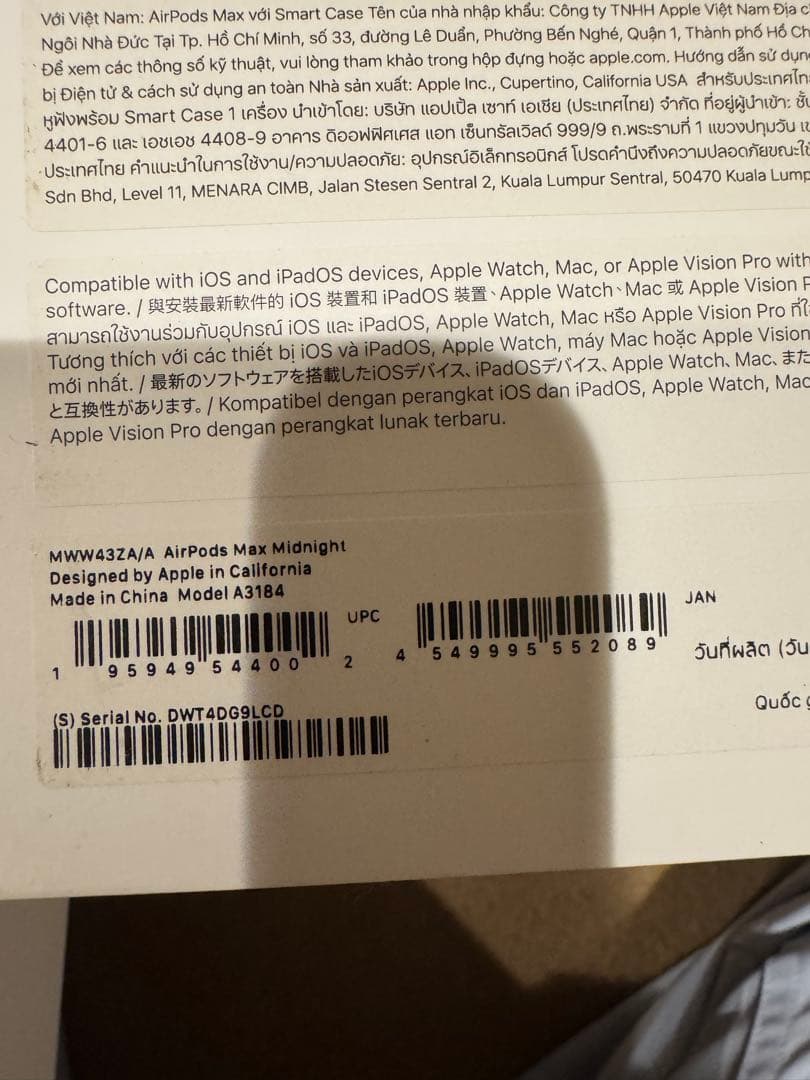 Với Việt Nam: AirPods Max với Smart Case Tên của nhà nhập khẩu: Công ty TNHH Apple Việt Nam Địa
Ngôi Nhà Đức Tại Tp. Hồ Chí Minh, số 33, đường Lê Duẩn, Phường Bến Nghé, Quận 1, Thành phố Hồ
Để xem các thông số kỹ thuật, vui lòng tham khảo trong hộp đựng hoặc apple.com. Hướng dẫn sử
bị Điện tử & cách sử dụng an toàn Nhà sản xuất: Apple Inc., Cupertino, California USA สำหรับประเทศ
หูฟังพร้อม Smart Case 1 เครื่อง นำเข้าโดย: บริษัท แอปเปิ้ล เซาท์ เอเชีย (ประเทศไทย) จำกัด ที่อยู่ผู้นำเข้า:
4401-6 และ เอชเอช 4408-9 อาคาร ดิออฟฟิศเศส แอท เซ็นทรัลเวิลด์ 999/9 ถ.พระรามที่ 1 แขวงปทุมวัน
ประเทศไทย คำแนะนำในการใช้งาน/ความปลอดภัย: อุปกรณ์อิเล็กทรอนิกส์ โปรดคำนึงถึงความปลอดภัยขณะ
Sdn Bhd, Level 11, MENARA CIMB, Jalan Stesen Sentral 2, Kuala Lumpur Sentral, 50470 Kuala
Compatible with iOS and iPadOS devices, Apple Watch, Mac, or Apple Vision Pro with
software. / 與安裝最新軟件的 iOS 裝置和 iPadOS 裝置、Apple Watch、Mac 或 Apple Vision
สามารถใช้งานร่วมกับอุปกรณ์ iOS และ iPadOS, Apple Watch, Mac หรือ Apple Vision Pro ที่
Tương thích với các thiết bị iOS và iPadOS, Apple Watch, máy Mac hoặc Apple Vision
mới nhất. / 最新のソフトウェアを搭載したiOSデバイス、iPadOSデバイス、Apple Watch、Mac、また
と互換性があります。/ Kompatibel dengan perangkat iOS dan iPadOS, Apple Watch, Mac
Apple Vision Pro dengan perangkat lunak terbaru.
MWW43ZA/A AirPods Max Midnight
Designed by Apple in California
Made in China Model A3184
UPC
1 95949 54400 2
JAN
4 549995 552089
วันที่ผลิต (วัน
Quốc
(S) Serial No. DWT4DG9LCD